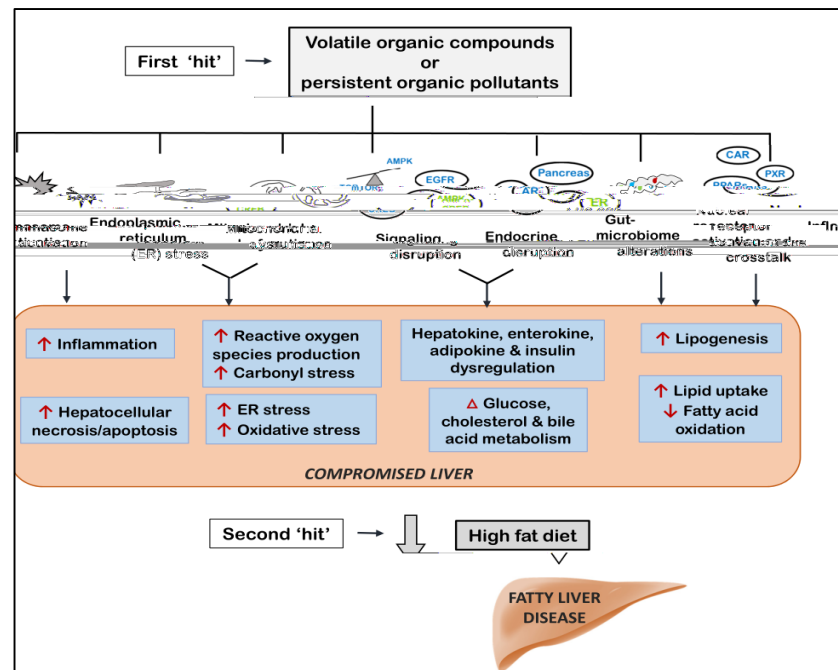 Volatile organic compounds
or
persistent organic pollutants
First ‘hit’
AMPK
EGFR
Pancreas
CAR
PXR
ER
Endoplasmic
reticulum
(ER) stress
Signaling
disruption
Endocrine
disruption
Gut-
microbiome
alterations
crosstalk
↑ Inflammation
↑ Hepatocellular
necrosis/apoptosis
↑ Reactive oxygen
species production
↑ Carbonyl stress
↑ ER stress
↑ Oxidative stress
Hepatokine, enterokine,
adipokine & insulin
dysregulation
Δ Glucose,
cholesterol & bile
acid metabolism
↑ Lipogenesis
↑ Lipid uptake
↓ Fatty acid
oxidation
COMPROMISED LIVER
Second ‘hit’
High fat diet
FATTY LIVER
DISEASE